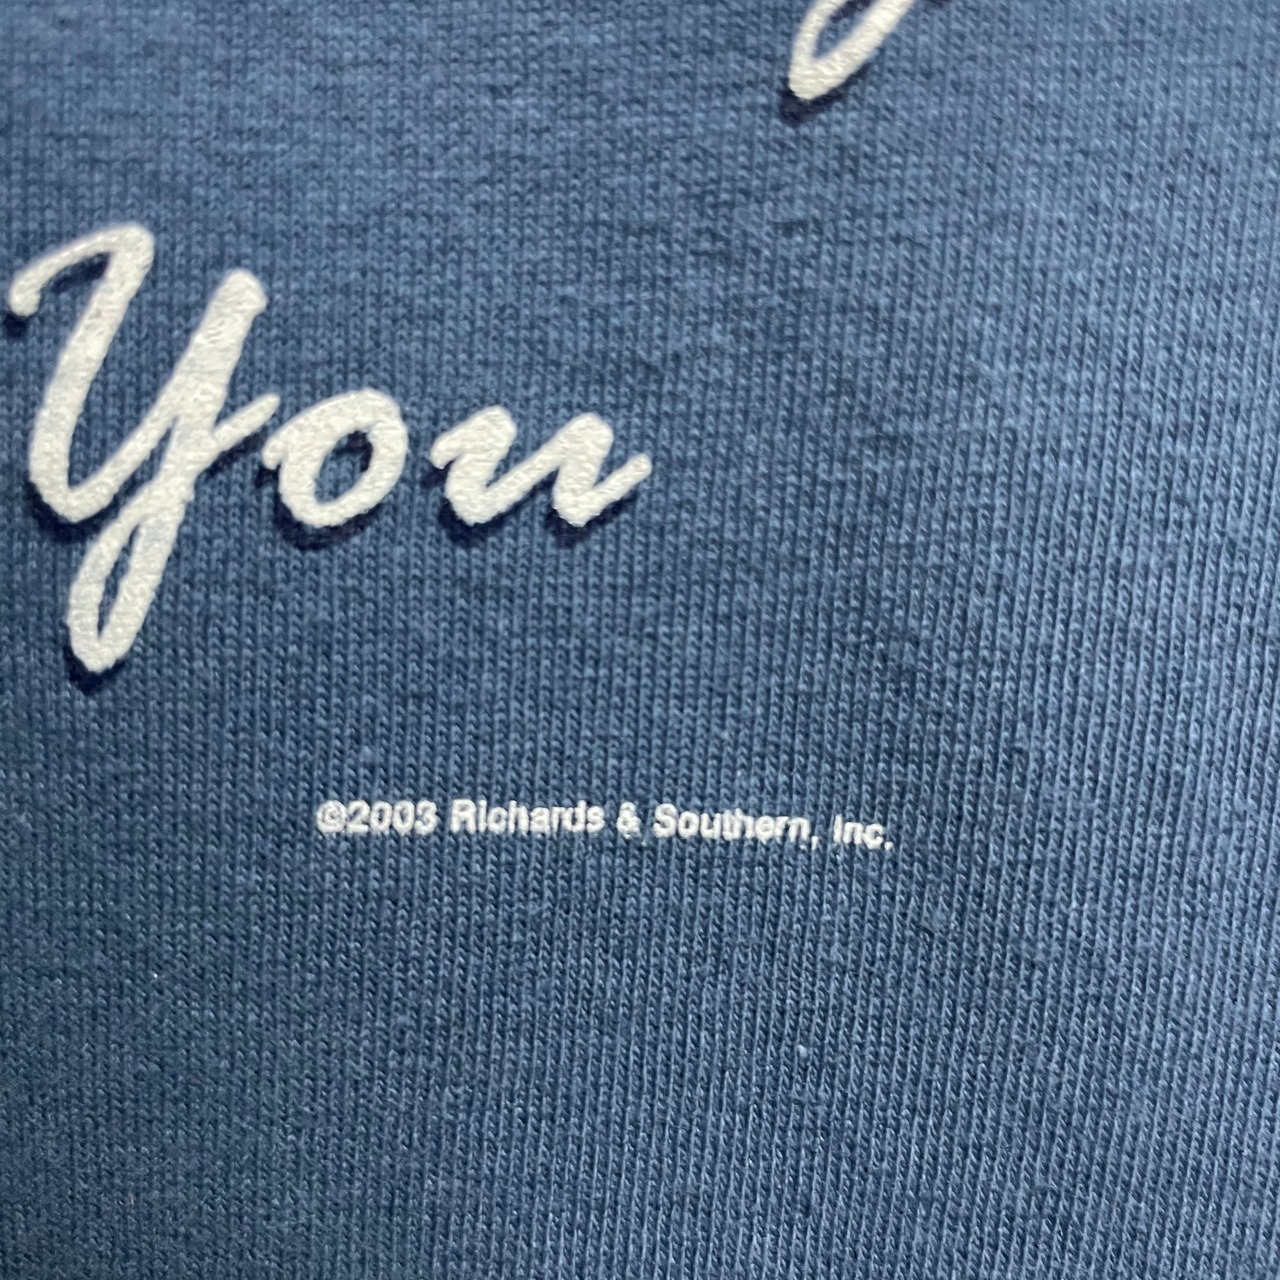 You
©2003 Richards & Southern, Inc.